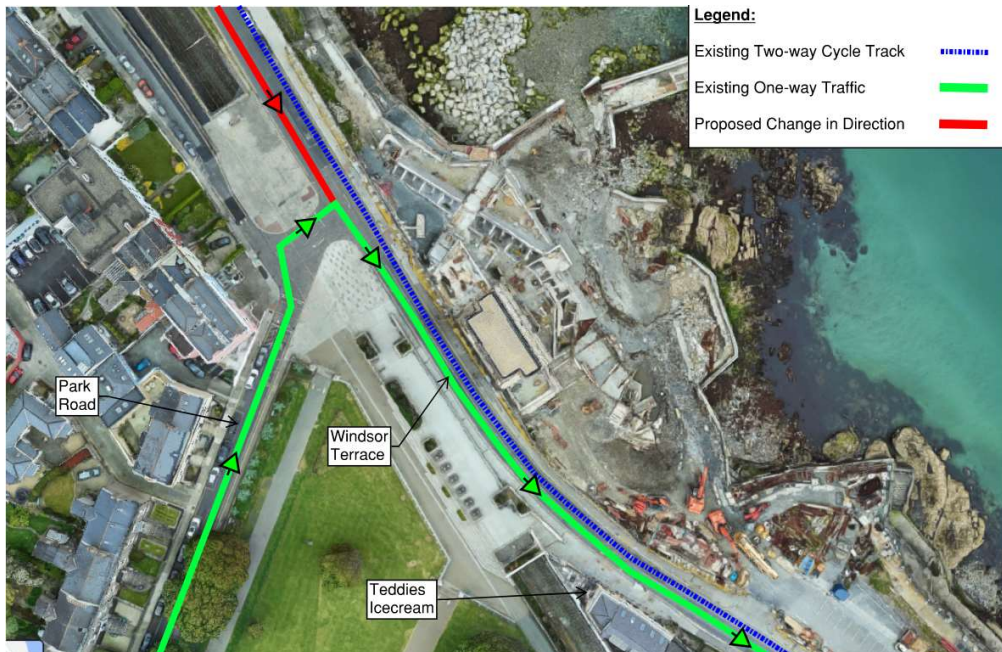 Legend:
Existing Two-way Cycle Track
Existing One-way Traffic
Proposed Change in Direction
Park
Road
Windsor
Terrace
Teddies
Icecream